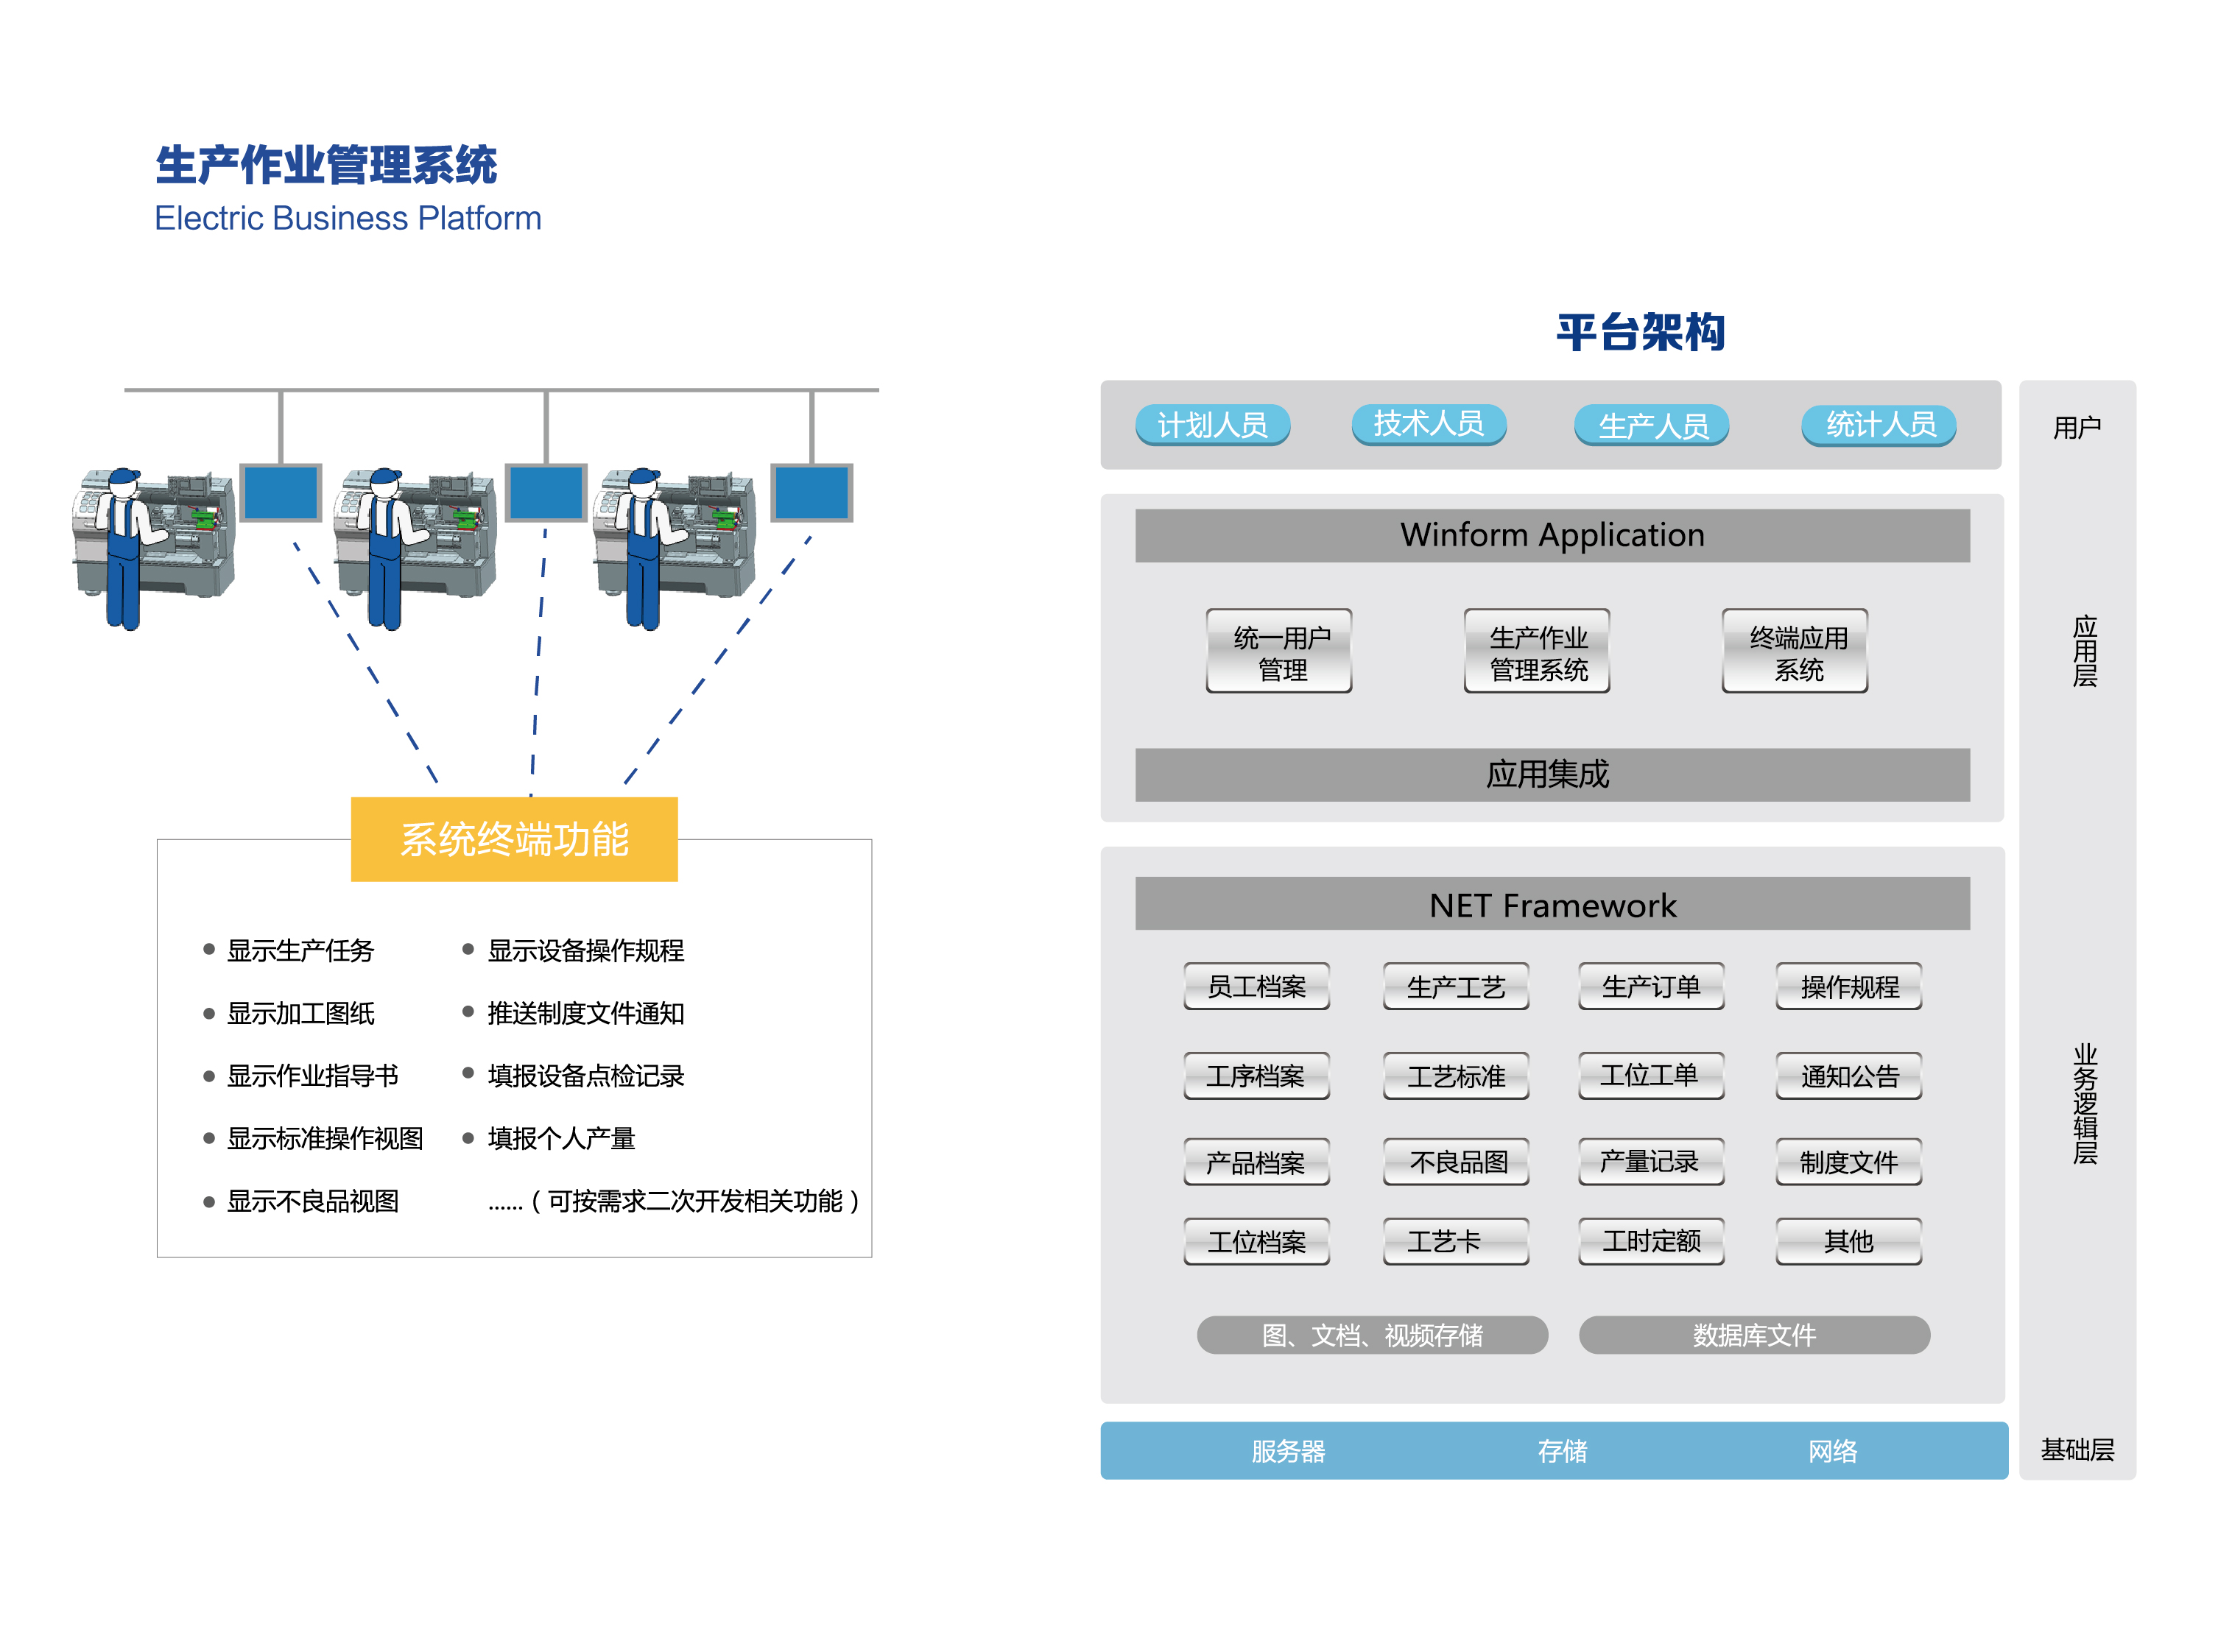 生产作业管理系统
Electric Business Platform
系统终端功能
显示生产任务
显示加工图纸
显示作业指导书
显示标准操作视图
显示不良品视图
显示设备操作规程
推送制度文件通知
填报设备点检记录
填报个人产量
......（可按需求二次开发相关功能）
平台架构
计划人员 技术人员 生产人员 统计人员
用户
Winform Application
统一用户
管理
生产作业
管理系统
终端应用
系统
应用集成
应用层
NET Framework
员工档案 生产工艺 生产订单 操作规程
工序档案 工艺标准 工位工单 通知公告
产品档案 不良品图 产量记录 制度文件
工位档案 工艺卡 工时定额 其他
图、文档、视频存储 数据库文件
业务逻辑层
服务器 存储 网络
基础层